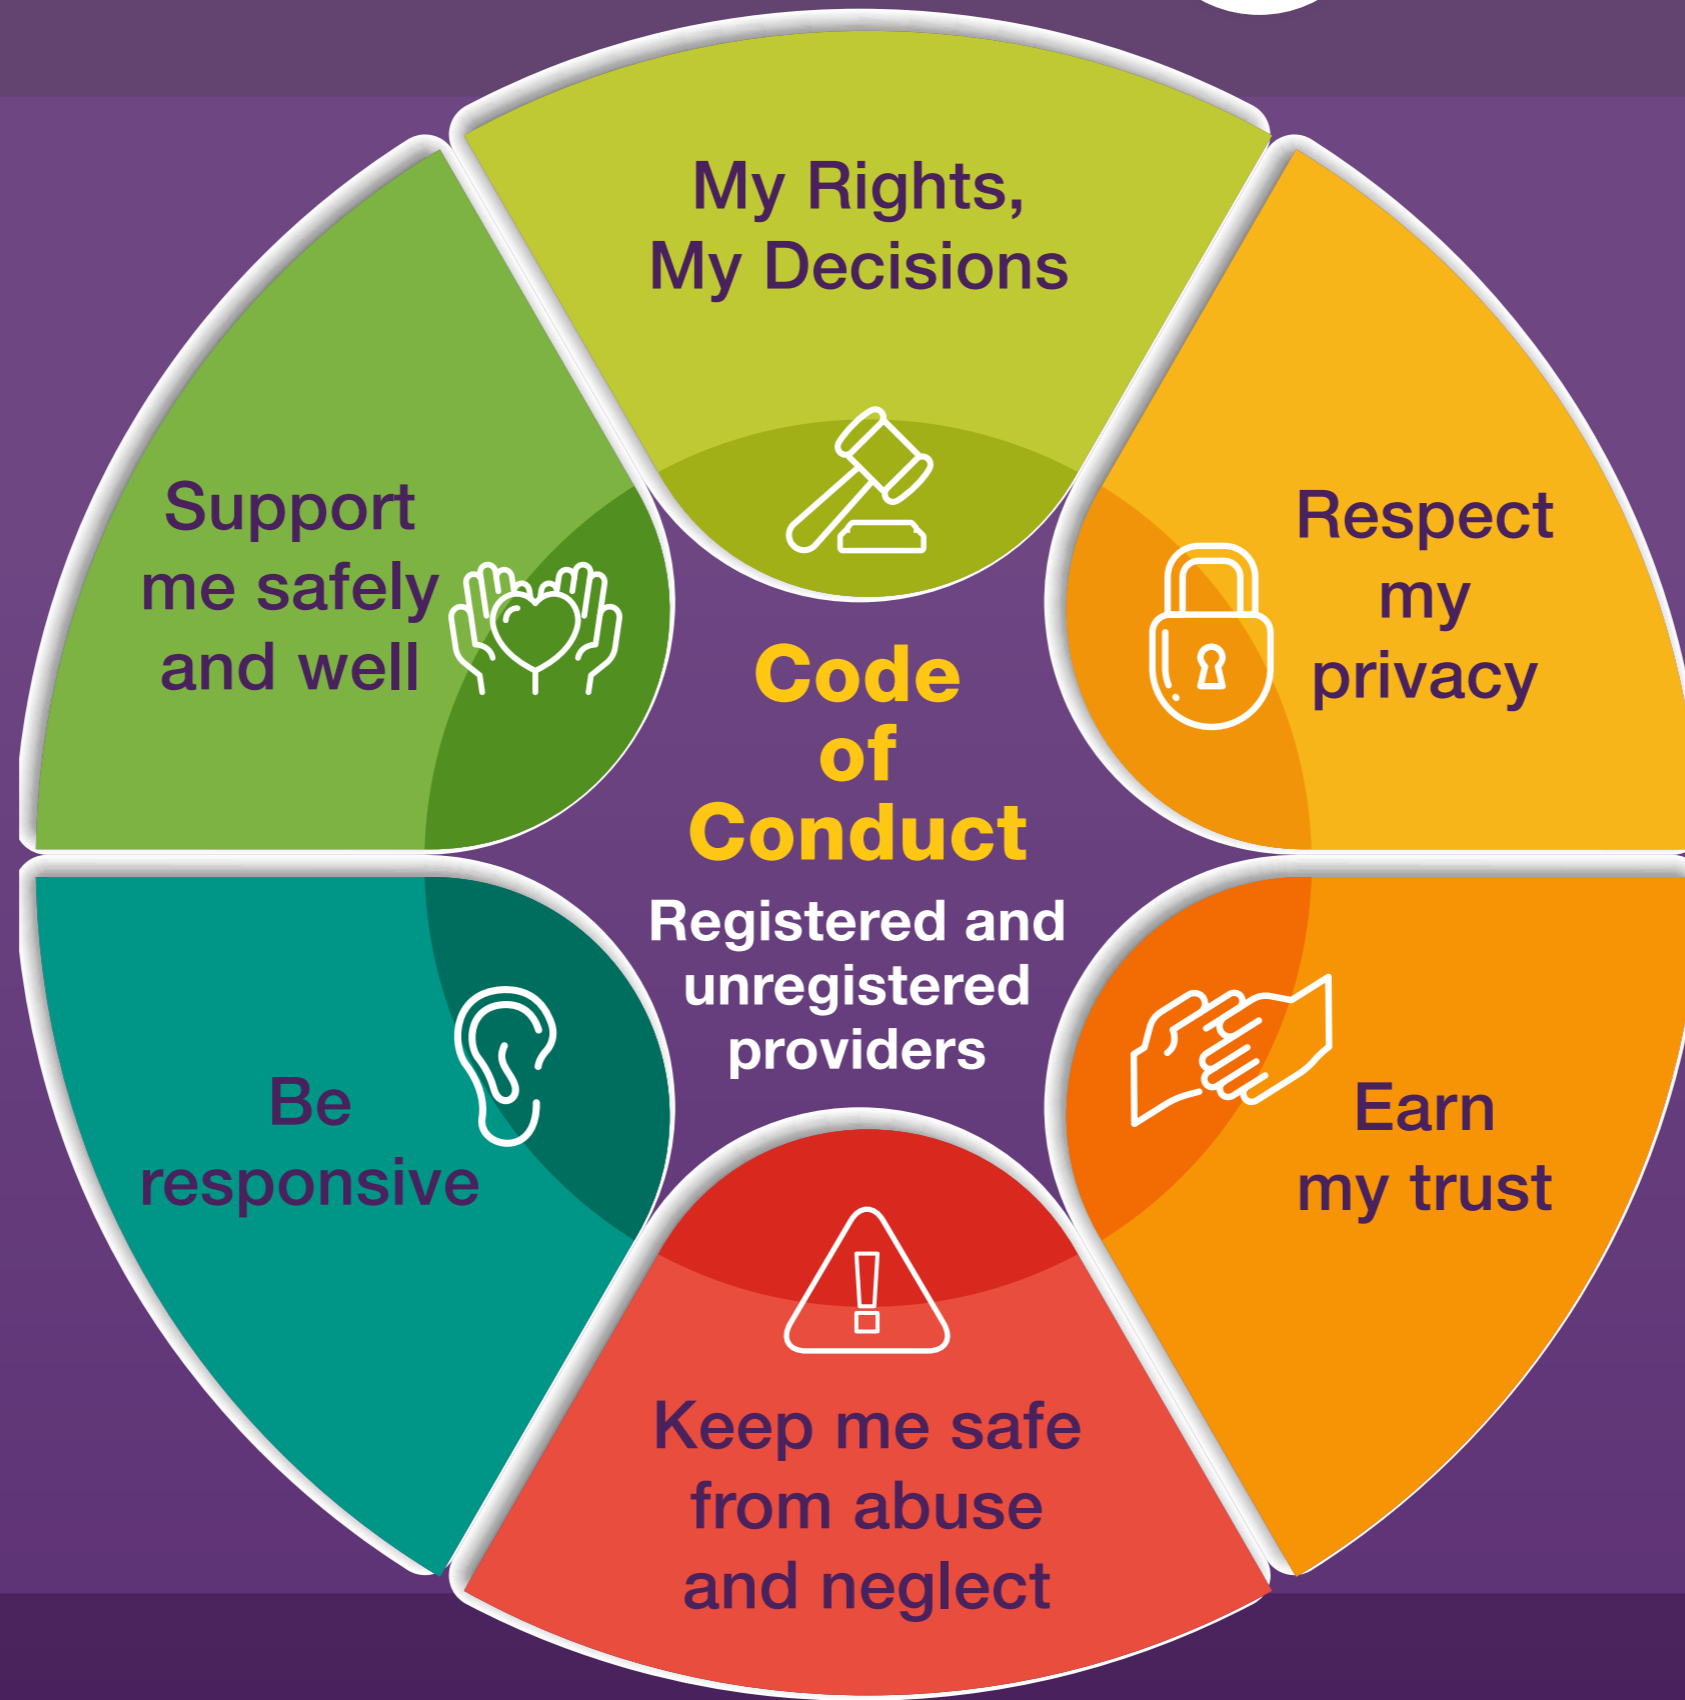 My Rights,
My Decisions
Respect
my
privacy
Earn
my trust
Keep me safe
from abuse
and neglect
Be
responsive
Support
me safely
and well
Code
of
Conduct
Registered and
unregistered
providers